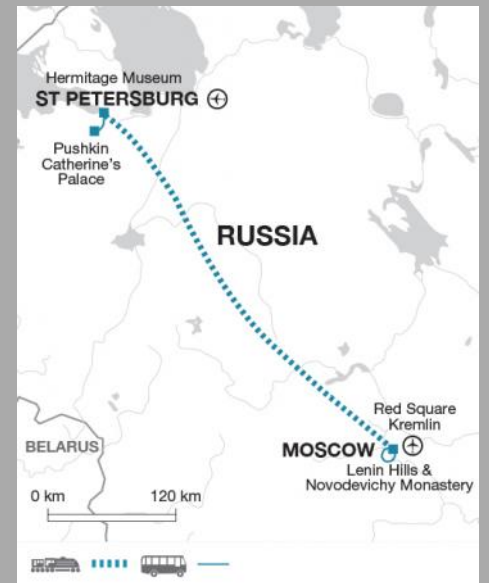 Hermitage Museum
ST PETERSBURG
Pushkin
Catherine's
Palace
RUSSIA
Red Square
Kremlin
MOSCOW
Lenin Hills &
Novodevichy Monastery
BELARUS
0 km 120 km